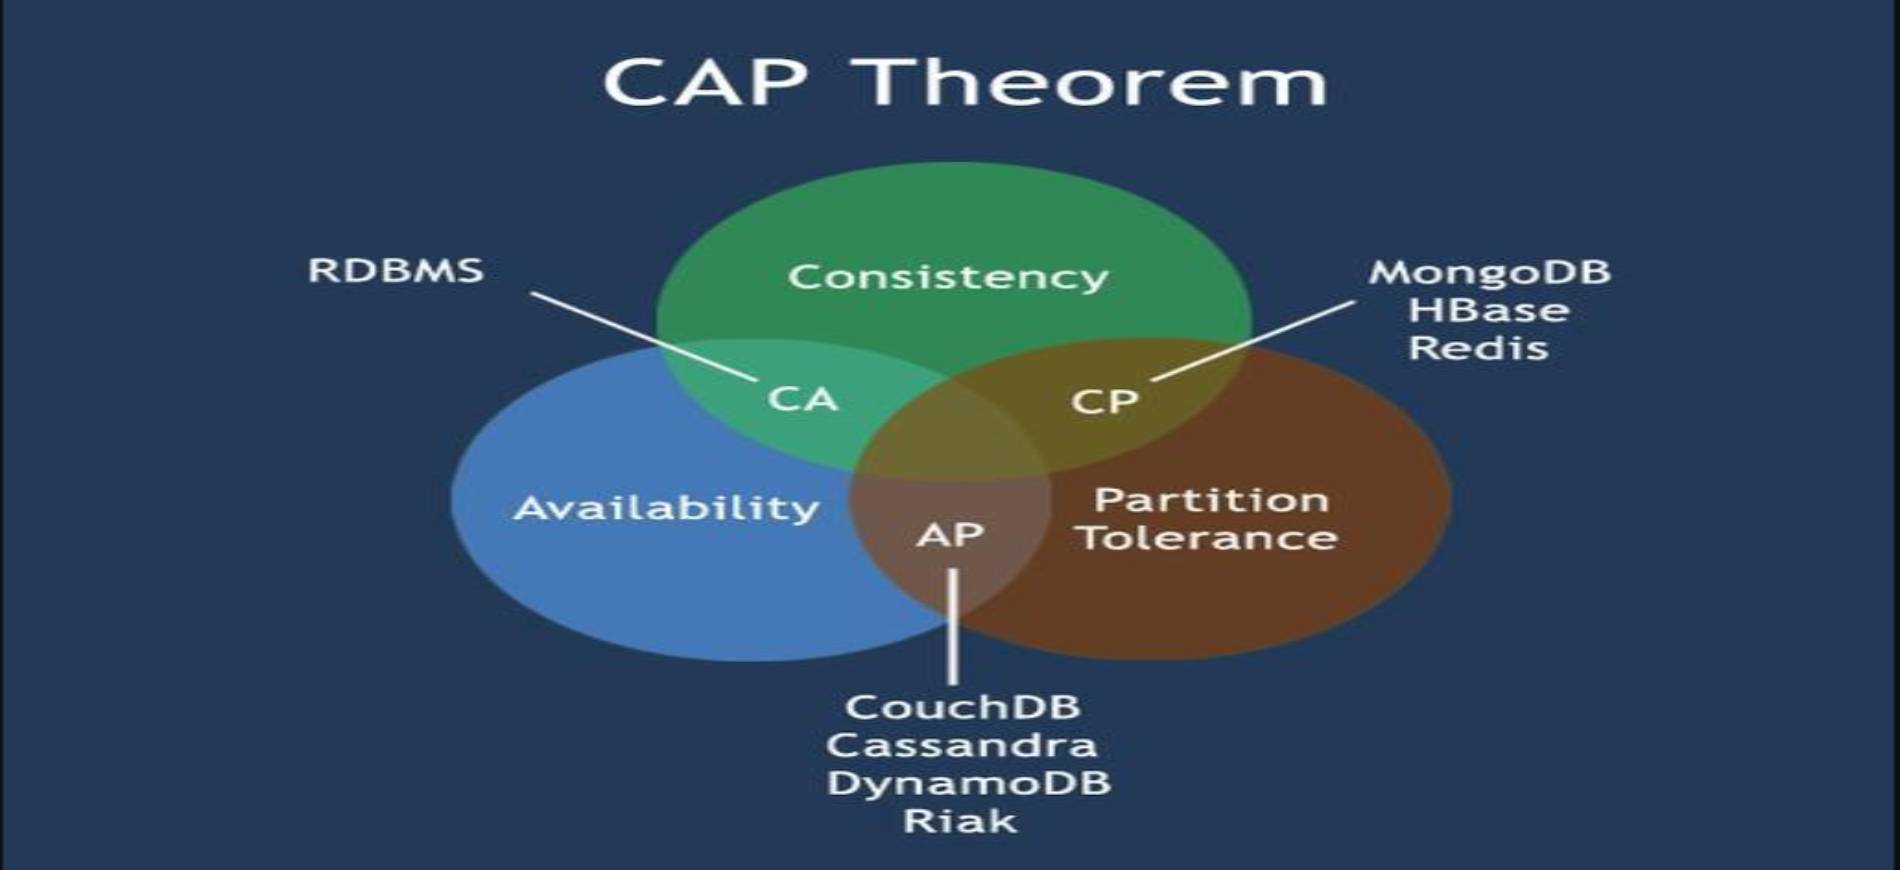 CAP Theorem
RDBMS
Consistency
MongoDB
HBase
Redis
CA
CP
Availability
Partition
Tolerance
AP
CouchDB
Cassandra
DynamoDB
Riak